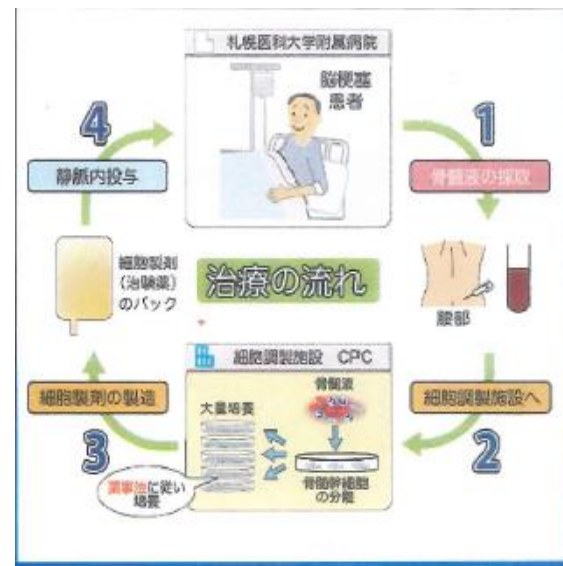 札幌医科大学附属病院
脳梗塞
患者
1
骨髄液の採取
腰部
細胞調製施設へ
2
細胞調製施設 CPC
骨髄液
大量培養
骨髄幹細胞
の分離
薬事法に従い
培養
3
細胞製剤の製造
細胞製剤
（治験薬）
のパック
静脈内投与
4
治療の流れ